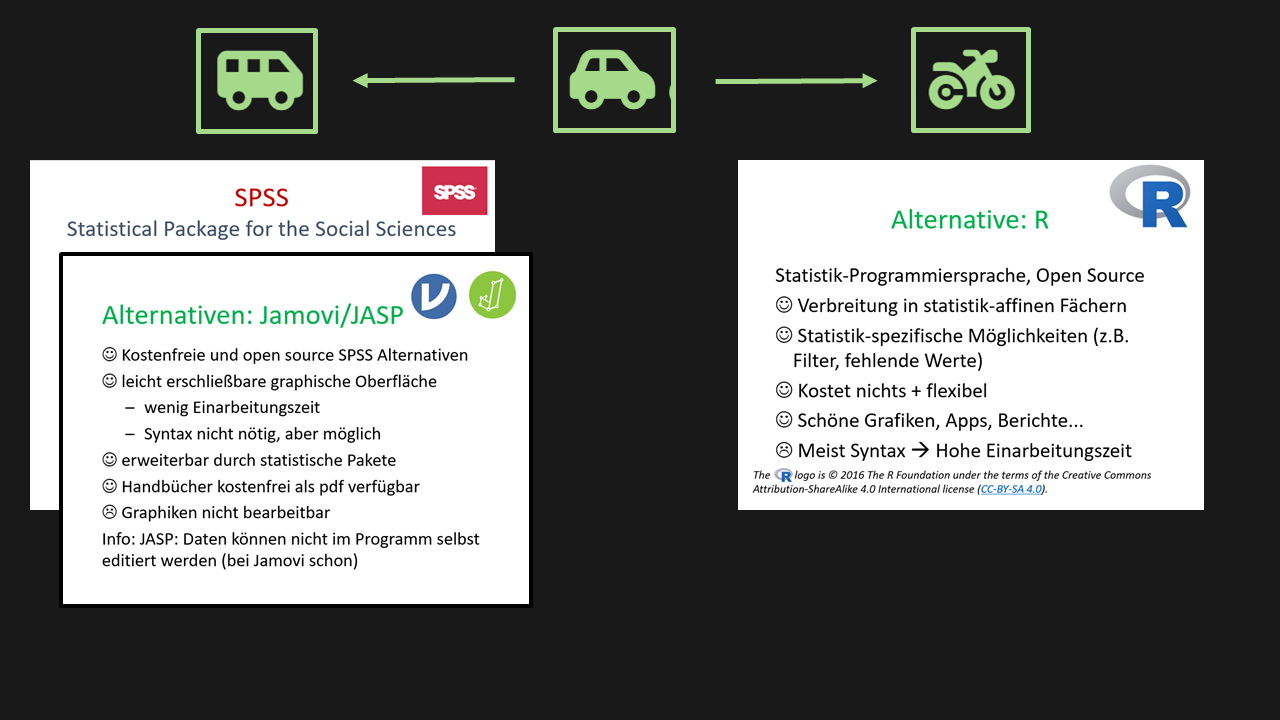 SPSS
SPSS
Statistical Package for the Social Sciences
Alternativen: Jamovi/JASP
☺ Kostenfreie und open source SPSS Alternativen
☺ leicht erschließbare graphische Oberfläche
– wenig Einarbeitungszeit
– Syntax nicht nötig, aber möglich
☺ erweiterbar durch statistische Pakete
☺ Handbücher kostenfrei als pdf verfügbar
☹ Graphiken nicht bearbeitbar
Info: JASP: Daten können nicht im Programm selbst
editiert werden (bei Jamovi schon)
R
Alternative: R
Statistik-Programmiersprache, Open Source
☺ Verbreitung in statistik-affinen Fächern
☺ Statistik-spezifische Möglichkeiten (z.B.
Filter, fehlende Werte)
☺ Kostet nichts + flexibel
☺ Schöne Grafiken, Apps, Berichte...
☹ Meist Syntax → Hohe Einarbeitungszeit
The R logo is © 2016 The R Foundation under the terms of the Creative Commons
Attribution-ShareAlike 4.0 International license (CC-BY-SA 4.0).